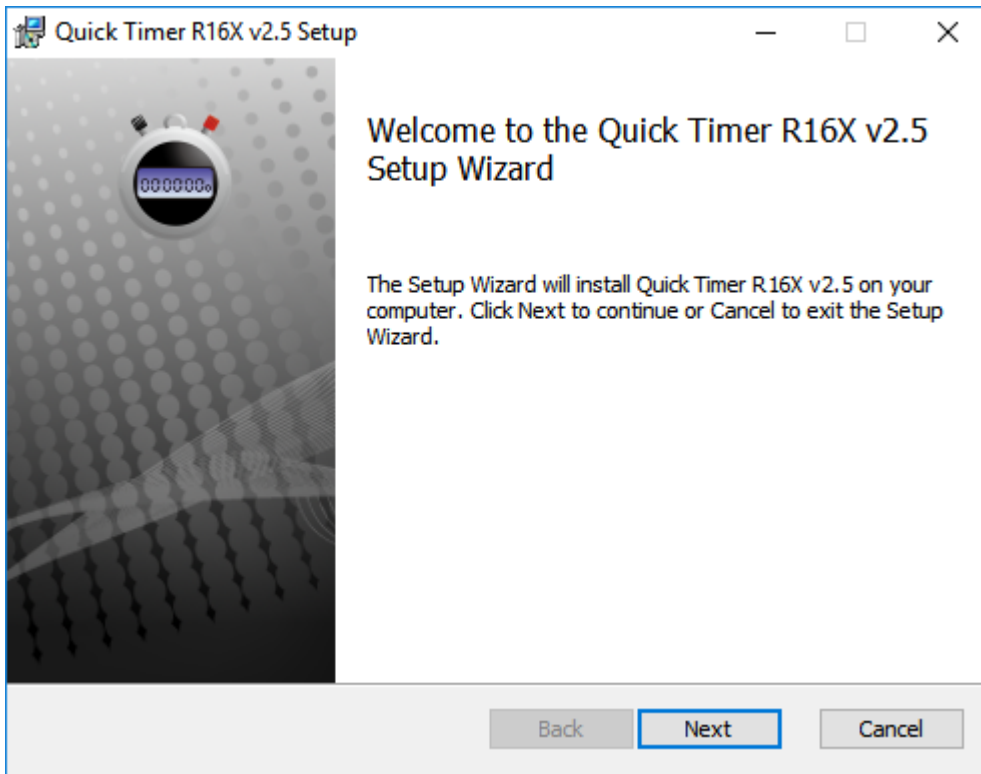 Quick Timer R16X v2.5 Setup
000000₀
Welcome to the Quick Timer R16X v2.5
Setup Wizard
The Setup Wizard will install Quick Timer R16X v2.5 on your
computer. Click Next to continue or Cancel to exit the Setup
Wizard.
Back
Next
Cancel